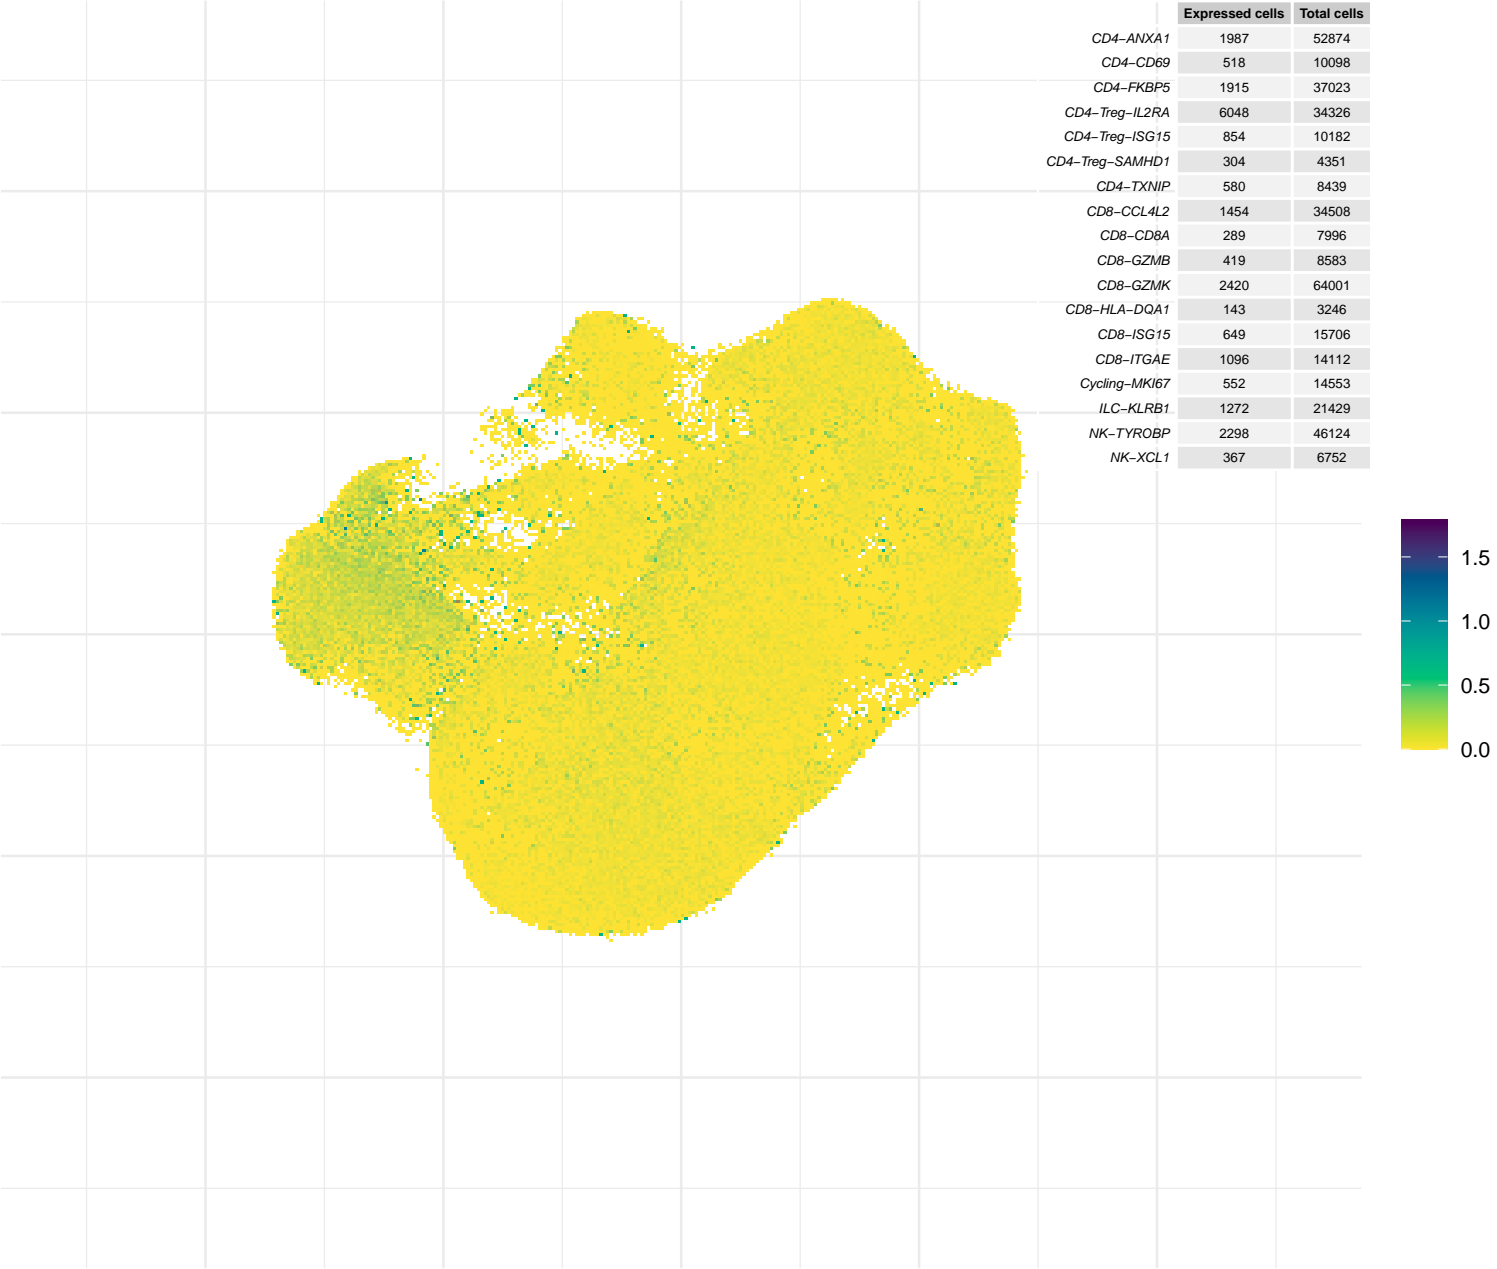 Expressed cells Total cells
CD4−ANXA1 1987 52874
CD4−CD69 518 10098
CD4−FKBP5 1915 37023
CD4−Treg−IL2RA 6048 34326
CD4−Treg−ISG15 854 10182
CD4−Treg−SAMHD1 304 4351
CD4−TXNIP 580 8439
CD8−CCL4L2 1454 34508
CD8−CD8A 289 7996
CD8−GZMB 419 8583
CD8−GZMK 2420 64001
CD8−HLA−DQA1 143 3246
CD8−ISG15 649 15706
CD8−ITGAE 1096 14112
Cycling−MKI67 552 14553
ILC−KLRB1 1272 21429
NK−TYROBP 2298 46124
NK−XCL1 367 6752
1.5
1.0
0.5
0.0